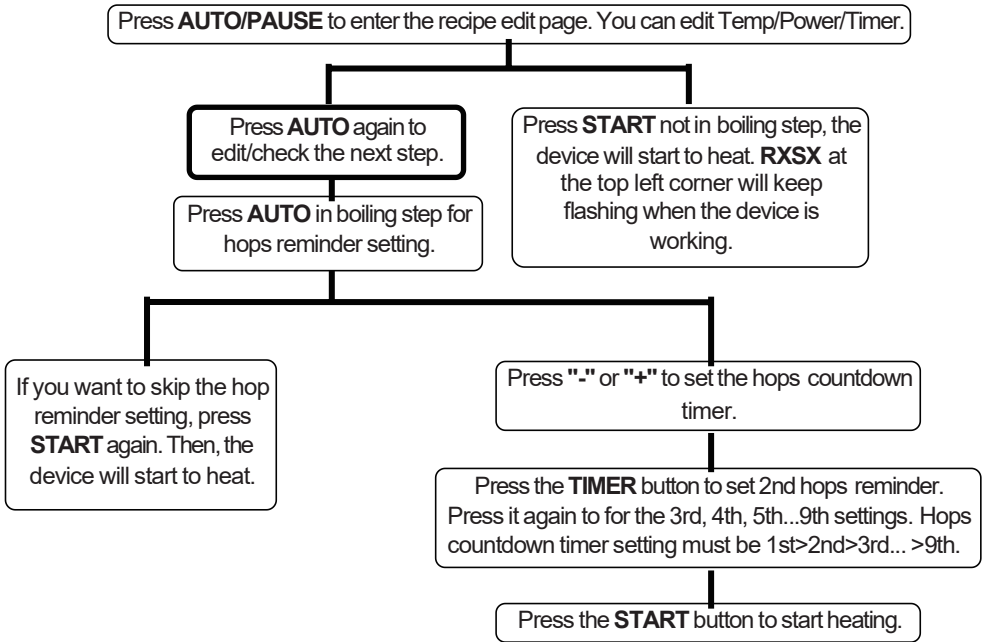 Press AUTO/PAUSE to enter the recipe edit page. You can edit Temp/Power/Timer.
Press AUTO again to
edit/check the next step.
Press START not in boiling step, the
device will start to heat. RXSX at
the top left corner will keep
flashing when the device is
working.
Press AUTO in boiling step for
hops reminder setting.
If you want to skip the hop
reminder setting, press
START again. Then, the
device will start to heat.
Press "-" or "+" to set the hops countdown
timer.
Press the TIMER button to set 2nd hops reminder.
Press it again to for the 3rd, 4th, 5th...9th settings. Hops
countdown timer setting must be 1st>2nd>3rd... >9th.
Press the START button to start heating.